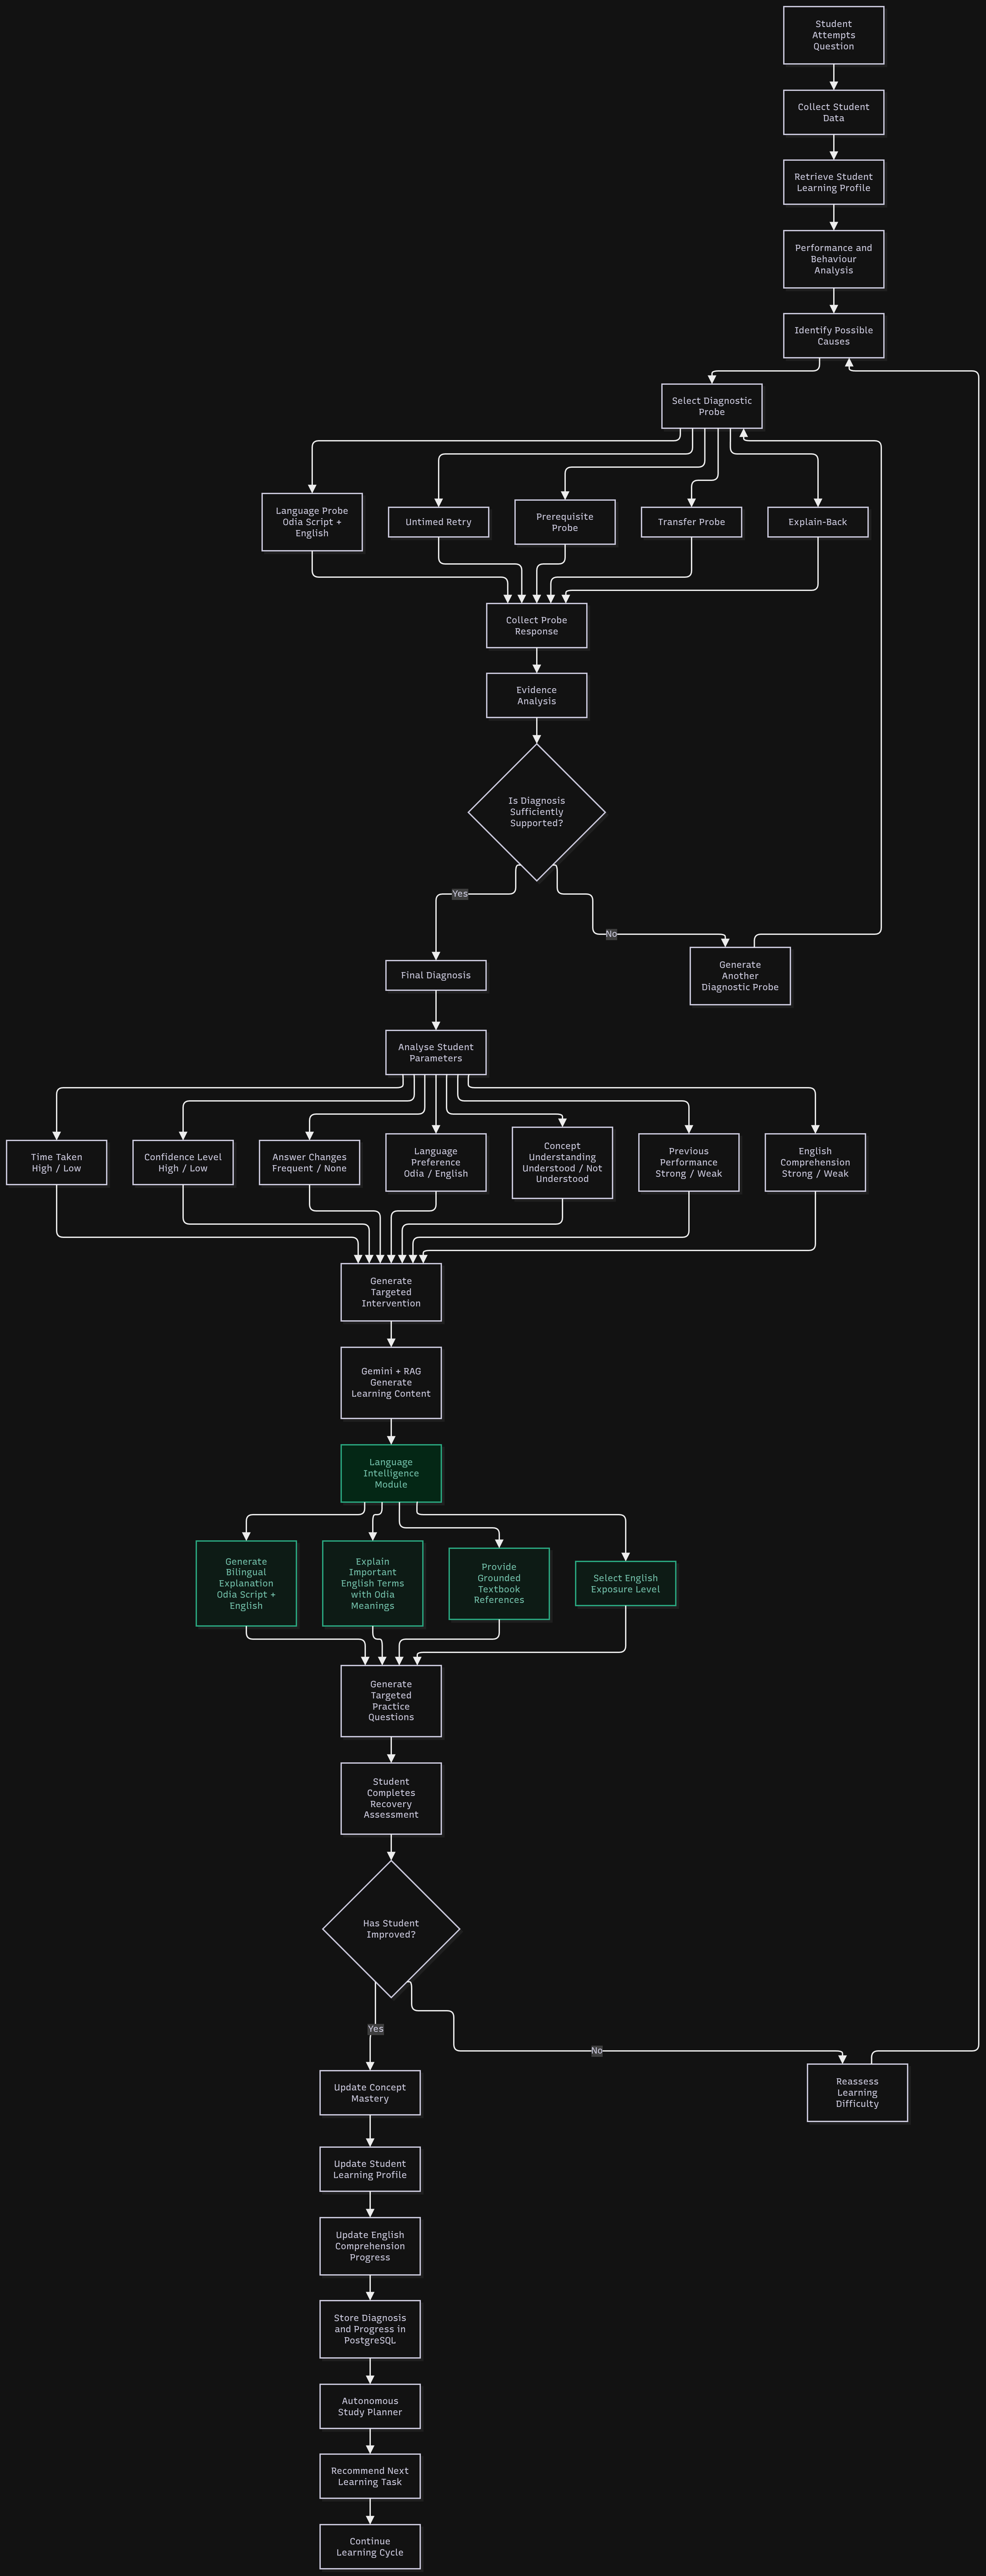 Student
Attempts
Question
Collect Student
Data
Retrieve Student
Learning Profile
Performance and
Behaviour
Analysis
Identify Possible
Causes
Select Diagnostic
Probe
Language Probe
Odia Script +
English
Untimed Retry
Prerequisite
Probe
Transfer Probe
Explain-Back
Collect Probe
Response
Evidence
Analysis
Is Diagnosis
Sufficiently
Supported?
Yes
No
Final Diagnosis
Generate
Another
Diagnostic Probe
Analyse Student
Parameters
Time Taken
High / Low
Confidence Level
High / Low
Answer Changes
Frequent / None
Language
Preference
Odia / English
Concept
Understanding
Understood / Not
Understood
Previous
Performance
Strong / Weak
English
Comprehension
Strong / Weak
Generate
Targeted
Intervention
Gemini + RAG
Generate
Learning Content
Language
Intelligence
Module
Generate
Bilingual
Explanation
Odia Script +
English
Explain
Important
English Terms
with Odia
Meanings
Provide
Grounded
Textbook
References
Select English
Exposure Level
Generate
Targeted
Practice
Questions
Student
Completes
Recovery
Assessment
Has Student
Improved?
Yes
No
Update Concept
Mastery
Reassess
Learning
Difficulty
Update Student
Learning Profile
Update English
Comprehension
Progress
Store Diagnosis
and Progress in
PostgreSQL
Autonomous
Study Planner
Recommend Next
Learning Task
Continue
Learning Cycle